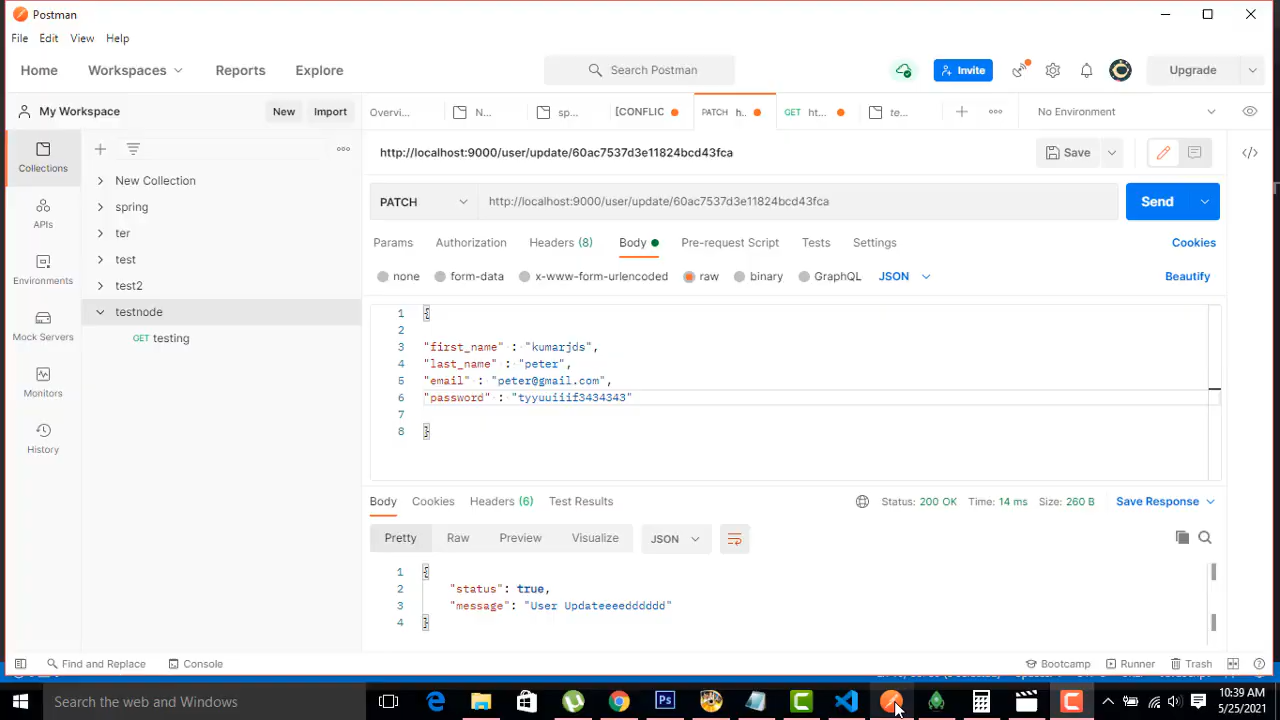 Postman
File Edit View Help
Home Workspaces Reports Explore Search Postman Invite Upgrade
My Workspace New Import Overvi... N... sp... [CONFLIC PATCH h. GET ht... te... No Environment
Collections
APIs
Environments
Mock Servers
Monitors
History
New Collection
spring
ter
test
test2
testnode
GET testing
http://localhost:9000/user/update/60ac7537d3e11824bcd43fca Save
PATCH http://localhost:9000/user/update/60ac7537d3e11824bcd43fca Send
Params Authorization Headers (8) Body Pre-request Script Tests Settings Cookies
none form-data x-www-form-urlencoded raw binary GraphQL JSON Beautify
1 {
2
3 "first_name" : "kumarjds",
4 "last_name" : "peter",
5 "email" : "peter@gmail.com",
6 "password" : "tyyuuiiif3434343"
7
8 }
Body Cookies Headers (6) Test Results Status: 200 OK Time: 14 ms Size: 260 B Save Response
Pretty Raw Preview Visualize JSON
1 {
2 "status": true,
3 "message": "User Updateeeedddddd"
4 }
Find and Replace Console Bootcamp Runner Trash
Search the web and Windows Ps 10:39 AM
5/25/2021